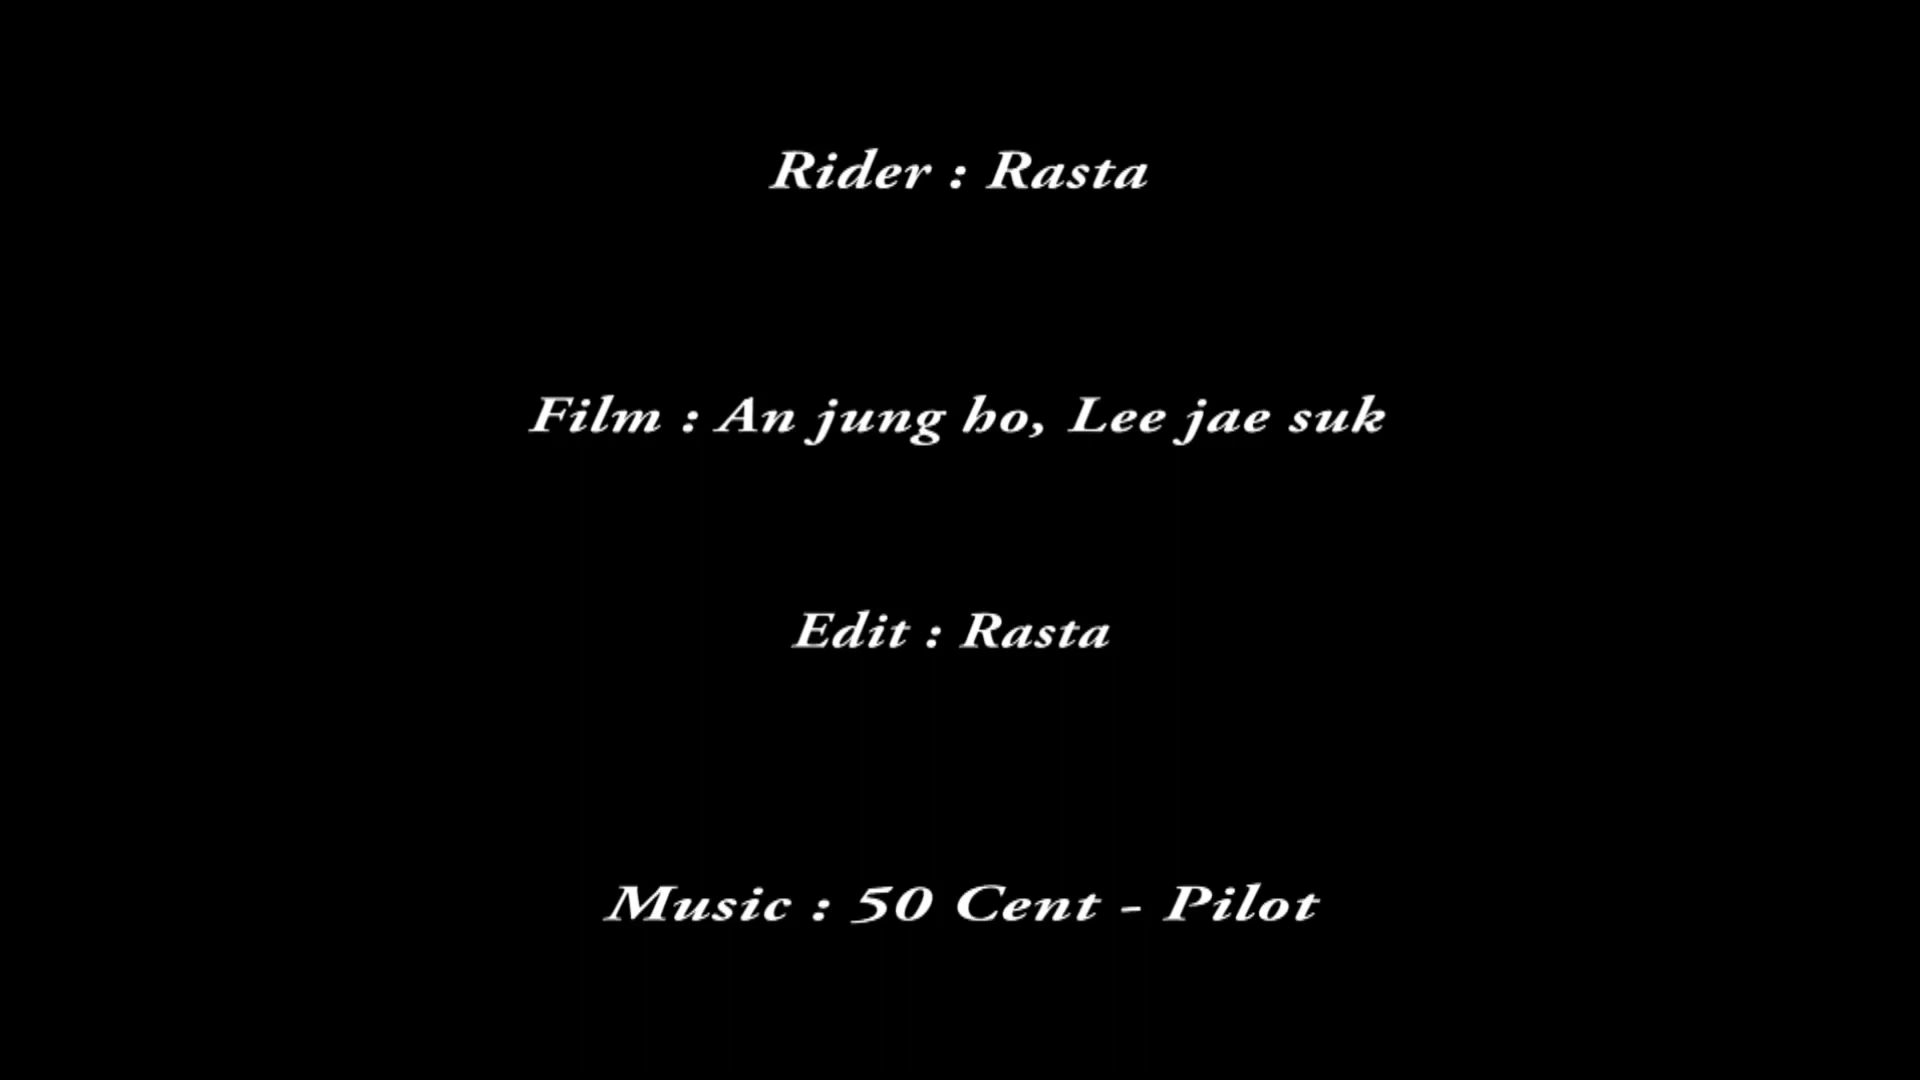 Rider : Rasta
Film : An jung ho, Lee jae suk
Edit : Rasta
Music : 50 Cent - Pilot